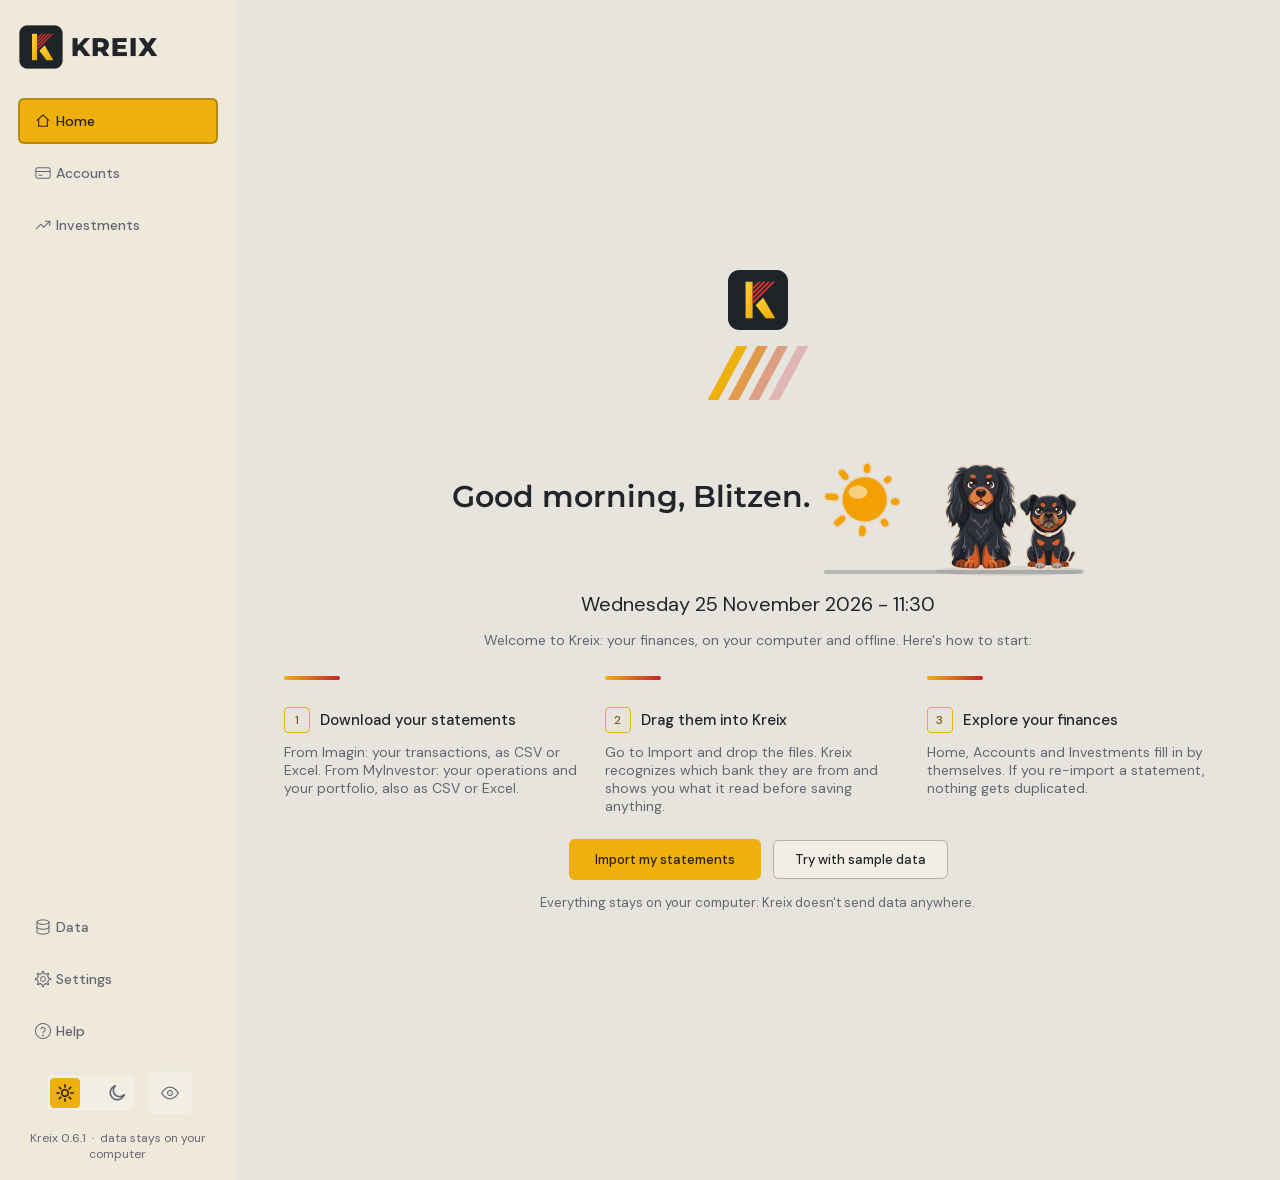 KREIX
Home
Accounts
Investments
Good morning, Blitzen.
Wednesday 25 November 2026 - 11:30
Welcome to Kreix: your finances, on your computer and offline. Here's how to start:
1 Download your statements
From Imagin: your transactions, as CSV or
Excel. From MyInvestor: your operations and
your portfolio, also as CSV or Excel.
2 Drag them into Kreix
Go to Import and drop the files. Kreix
recognizes which bank they are from and
shows you what it read before saving
anything.
3 Explore your finances
Home, Accounts and Investments fill in by
themselves. If you re-import a statement,
nothing gets duplicated.
Import my statements
Try with sample data
Everything stays on your computer: Kreix doesn't send data anywhere.
Data
Settings
Help
Kreix 0.6.1 · data stays on your
computer